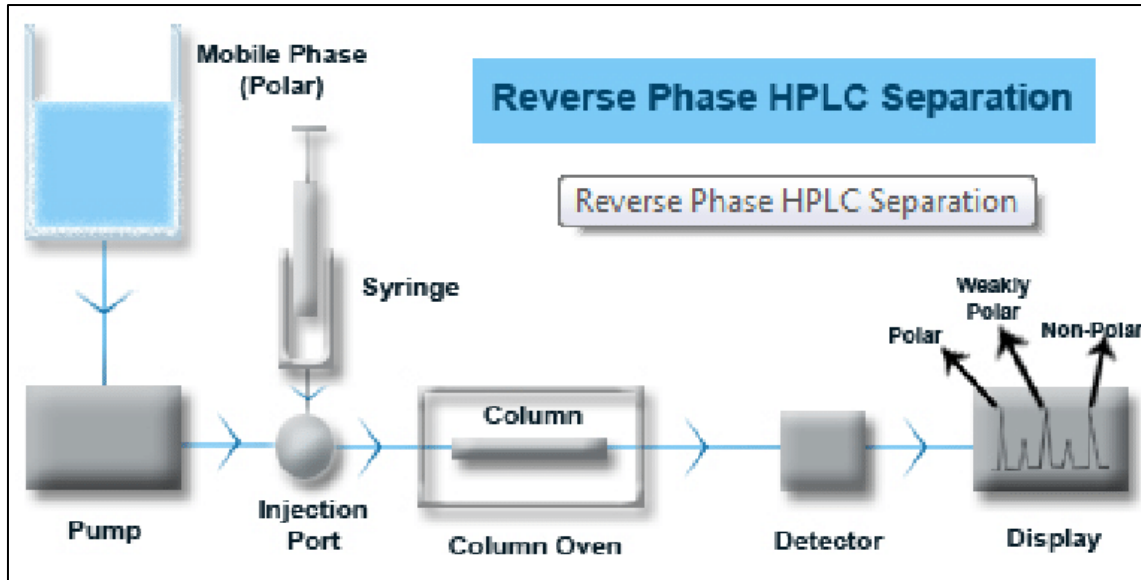 Mobile Phase
(Polar)
Reverse Phase HPLC Separation
Reverse Phase HPLC Separation
Syringe
Weakly
Polar
Polar
Non-Polar
Column
Pump
Injection
Port
Column Oven
Detector
Display